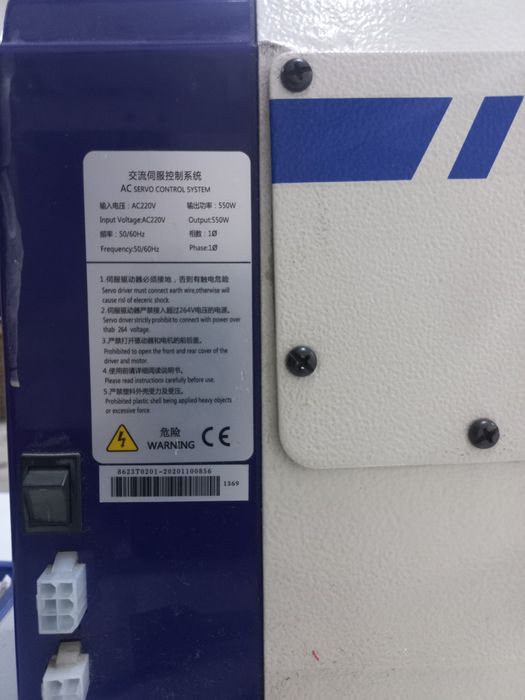 交流伺服控制系统
AC SERVO CONTROL SYSTEM
输入电压：AC220V 输出功率：550W
Input Voltage:AC220V Output:550W
频率：50/60Hz 相数：1Ø
Frequency:50/60Hz Phase:1Ø
1.伺服驱动器必须接地，否则有触电危险
Servo driver must connect earth wire,otherwise will
cause risl of eleceric shock.
2.伺服驱动器严禁接入超过264V电压的电源。
Servo driver strictly prohibit to connect with power over
thab 264 voltage.
3.严禁打开驱动器和电机的前后盖。
Prohibited to open the front and rear cover of the
driver and motor.
4.使用前请详细阅读说明书。
Please read instructions carefully before use.
5.严禁塑料外壳受力及受压。
Prohibited plastic shell being applied heavy objects
or excessive force.
危险
WARNING CE
8623T0201-20201100856
1369